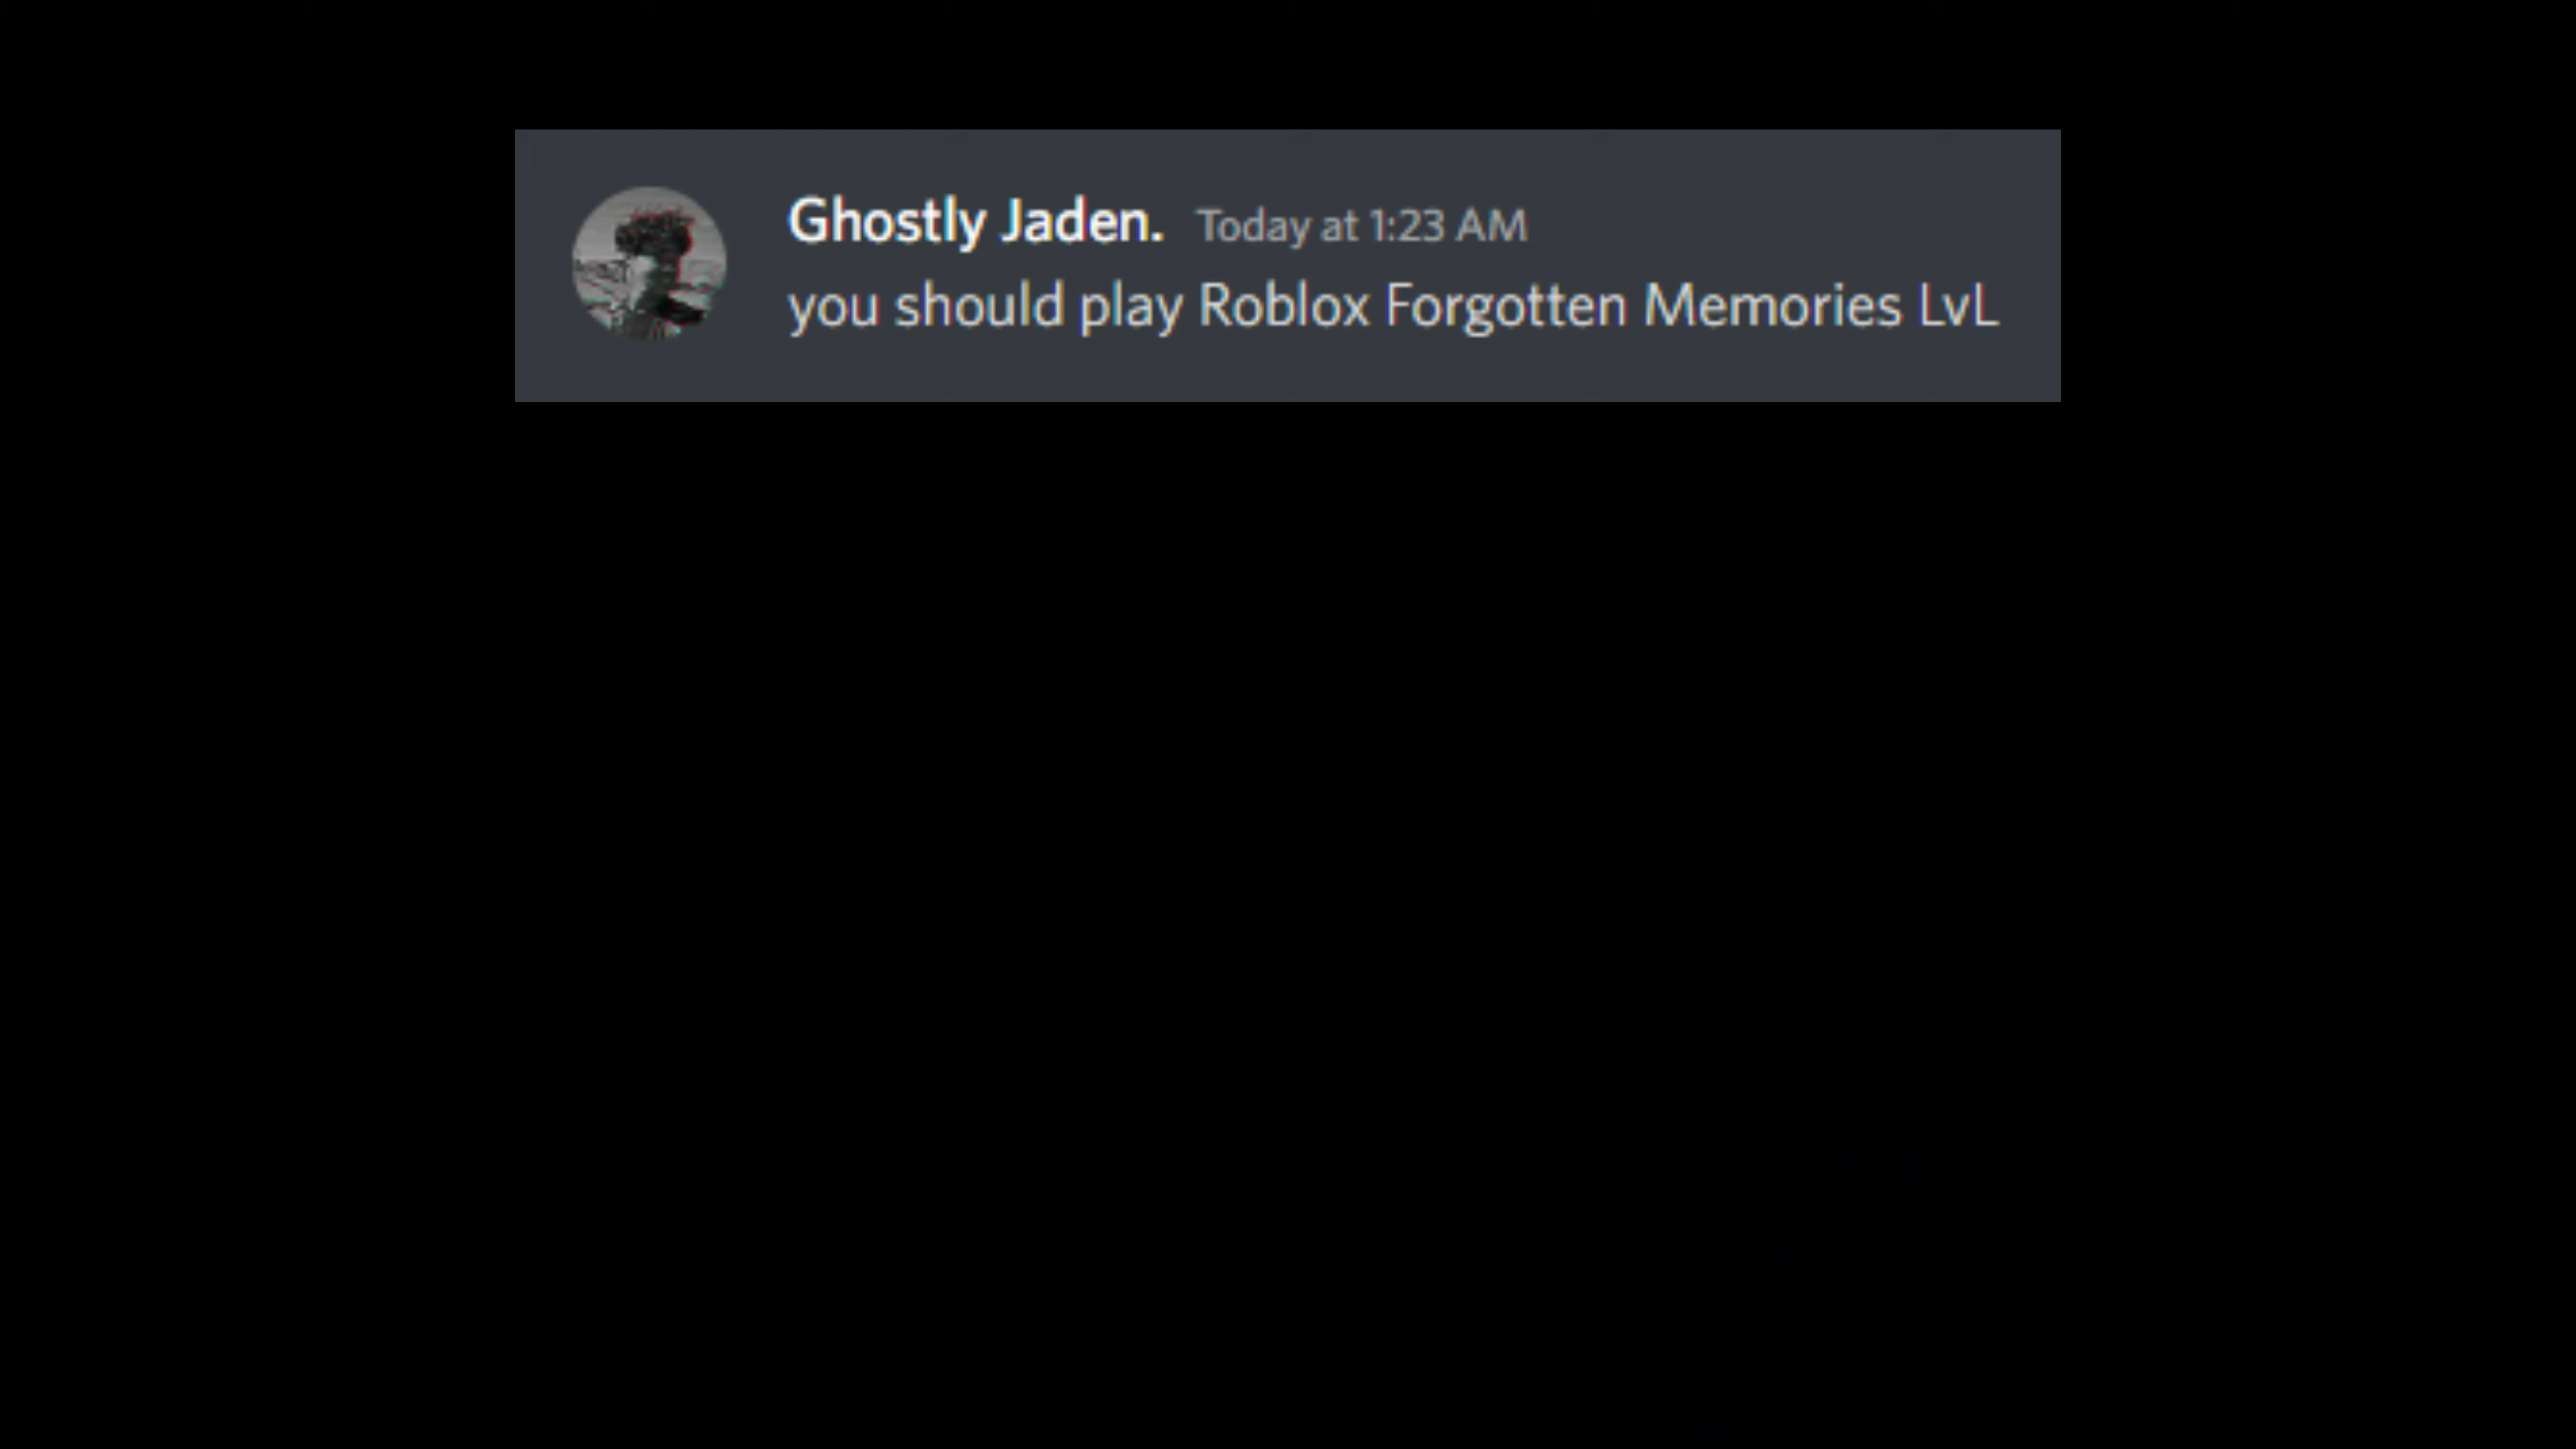 Ghostly Jaden. Today at 1:23 AM
you should play Roblox Forgotten Memories LvL